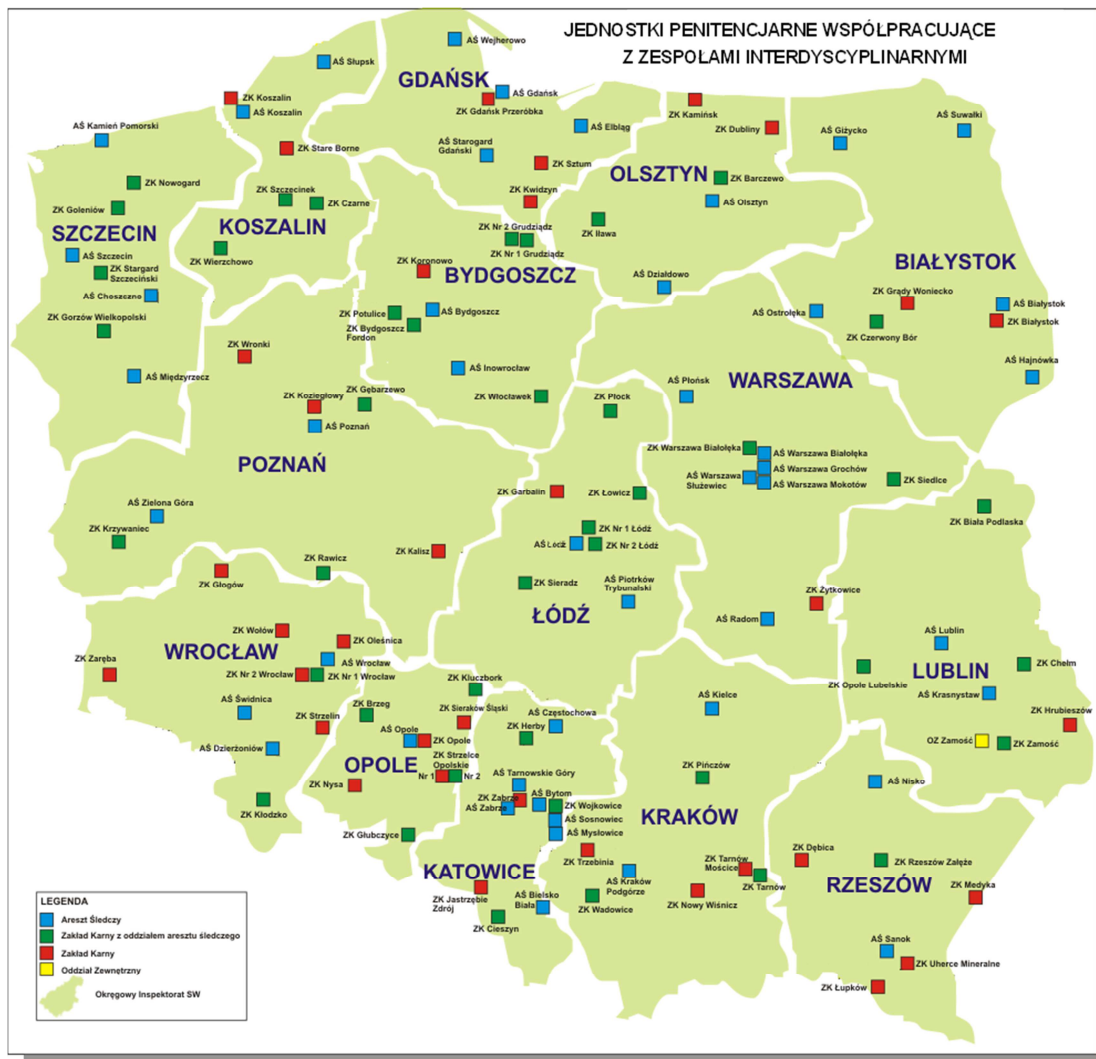 JEDNOSTKI PENITENCJARNE WSPÓŁPRACUJĄCE
Z ZESPOŁAMI INTERDYSCYPLINARNYMI
AŚ Wejherowo
AŚ Słupsk
GDAŃSK
ZK Koszalin
AŚ Koszalin
AŚ Gdańsk
ZK Gdańsk Przeróbka
ZK Kamińsk
AŚ Kamień Pomorski
AŚ Elbląg
ZK Dubliny
AŚ Giżycko
AŚ Suwałki
ZK Stare Borne
AŚ Starogard
Gdański
ZK Sztum
OLSZTYN
ZK Barczewo
ZK Nowogard
ZK Szczecinek
ZK Czarne
ZK Kwidzyn
AŚ Olsztyn
ZK Goleniów
SZCZECIN
KOSZALIN
ZK Nr 2 Grudziądz
ZK Nr 1 Grudziądz
ZK Iława
AŚ Szczecin
ZK Wierzchowo
ZK Koronowo
BYDGOSZCZ
BIAŁYSTOK
ZK Stargard
Szczeciński
AŚ Działdowo
AŚ Choszczno
ZK Grądy Woniecko
AŚ Białystok
ZK Gorzów Wielkopolski
ZK Potulice
AŚ Bydgoszcz
ZK Bydgoszcz
Fordon
AŚ Ostrołęka
ZK Czerwony Bór
ZK Białystok
ZK Wronki
AŚ Międzyrzecz
AŚ Inowrocław
WARSZAWA
AŚ Hajnówka
ZK Gębarzewo
ZK Koziegłowy
ZK Włocławek
ZK Płock
AŚ Płońsk
AŚ Poznań
POZNAŃ
ZK Warszawa Białołęka
AŚ Warszawa Białołęka
AŚ Warszawa Grochów
AŚ Warszawa
Służewiec
AŚ Warszawa Mokotów
ZK Siedlce
AŚ Zielona Góra
ZK Garbalin
ZK Łowicz
ZK Biała Podlaska
ZK Krzywaniec
ZK Nr 1 Łódź
AŚ Łódź
ZK Nr 2 Łódź
ZK Kalisz
ZK Rawicz
ZK Głogów
ZK Sieradz
AŚ Piotrków
Trybunalski
ŁÓDŹ
ZK Żytkowice
AŚ Radom
ZK Wołów
ZK Oleśnica
WROCŁAW
AŚ Wrocław
AŚ Lublin
ZK Zaręba
ZK Nr 2 Wrocław
ZK Nr 1 Wrocław
LUBLIN
ZK Chełm
ZK Opole Lubelskie
AŚ Krasnystaw
ZK Kluczbork
AŚ Świdnica
ZK Brzeg
ZK Sieraków Śląski
AŚ Częstochowa
AŚ Kielce
ZK Hrubieszów
ZK Strzelin
AŚ Opole
ZK Opole
ZK Herby
OZ Zamość
ZK Zamość
AŚ Dzierżoniów
OPOLE
ZK Strzelce
Opolskie
Nr 1
Nr 2
ZK Nysa
AŚ Tarnowskie Góry
ZK Pińczów
AŚ Nisko
ZK Kłodzko
ZK Zabrze
AŚ Zabrze
AŚ Bytom
ZK Wojkowice
AŚ Sosnowiec
AŚ Mysłowice
KRAKÓW
ZK Głubczyce
KATOWICE
ZK Trzebinia
ZK Tarnów
Mościce
ZK Dębica
ZK Rzeszów Załęże
AŚ Kraków
Podgórze
ZK Tarnów
RZESZÓW
ZK Jastrzębie
Zdrój
AŚ Bielsko
Biała
ZK Wadowice
ZK Nowy Wiśnicz
ZK Medyka
ZK Cieszyn
AŚ Sanok
ZK Uherce Mineralne
ZK Łupków
LEGENDA
Areszt Śledczy
Zakład Karny z oddziałem aresztu śledczego
Zakład Karny
Oddział Zewnętrzny
Okręgowy Inspektorat SW